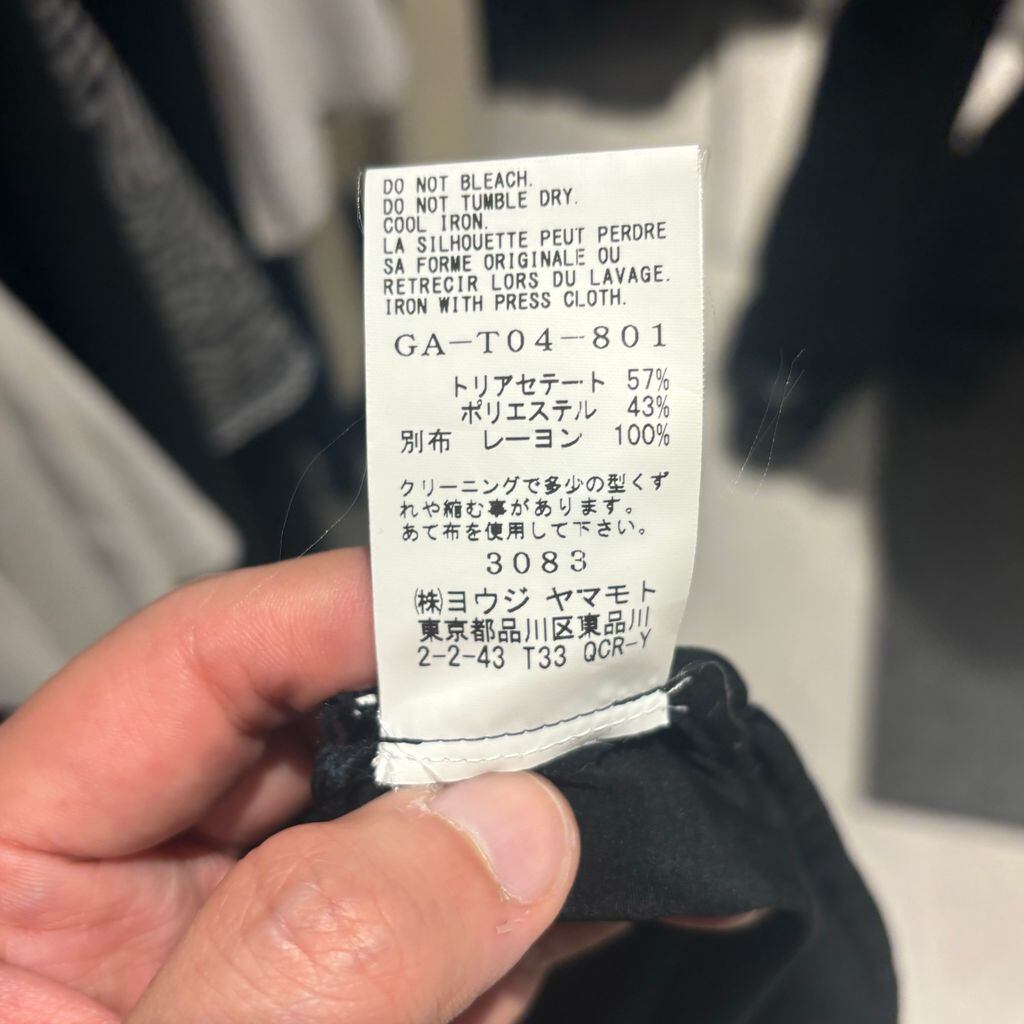 DO NOT BLEACH.
DO NOT TUMBLE DRY.
COOL IRON.
LA SILHOUETTE PEUT PERDRE
SA FORME ORIGINALE OU
RETRECIR LORS DU LAVAGE.
IRON WITH PRESS CLOTH.
GA-T04-801
トリアセテート 57%
ポリエステル 43%
別布 レーヨン 100%
クリーニングで多少の型くず
れや縮む事があります。
あて布を使用して下さい。
3083
㈱ヨウジ ヤマモト
東京都品川区東品川
2-2-43 T33 QCR-Y